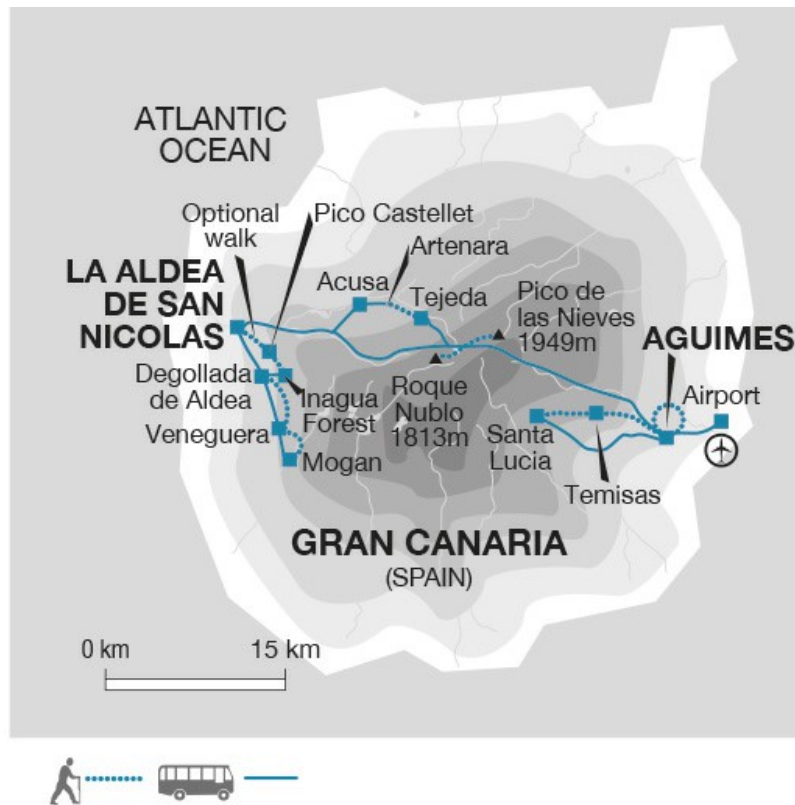 ATLANTIC
OCEAN
Optional
walk
Pico Castellet
Artenara
LA ALDEA
DE SAN
NICOLAS
Acusa
Tejeda
Pico de
las Nieves
1949m
AGUIMES
Degollada
de Aldea
Inagua
Forest
Roque
Nublo
1813m
Airport
Veneguera
Mogan
Santa
Lucia
Temisas
GRAN CANARIA
(SPAIN)
0 km
15 km